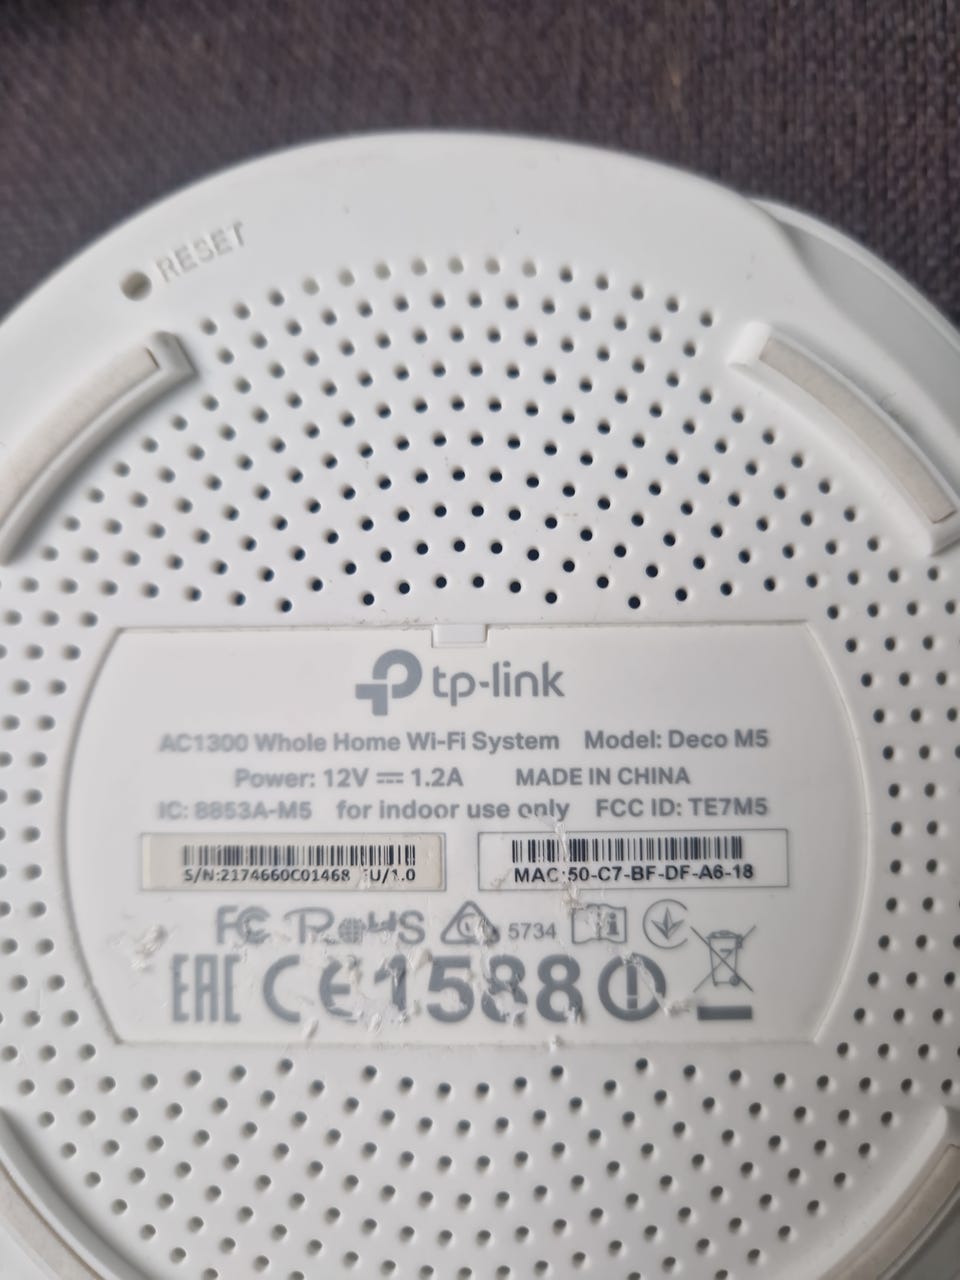 RESET
tp-link
AC1300 Whole Home Wi-Fi System Model: Deco M5
Power: 12V 1.2A MADE IN CHINA
IC: 8853A-M5 for indoor use only FCC ID: TE7M5
S/N:2174660C01468 EU/1.0
MAC:50-C7-BF-DF-A6-18
FC RoHS 5734
EAC CE1588